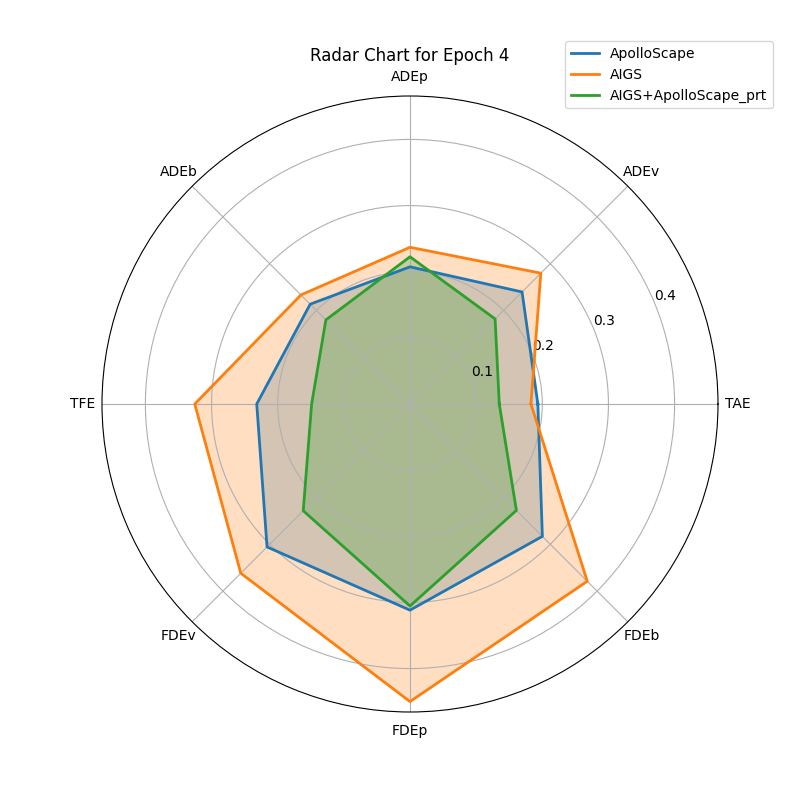 Radar Chart for Epoch 4
ApolloScape
AIGS
AIGS+ApolloScape_prt
ADEp
ADEb
ADEv
0.4
0.3
0.2
0.1
TFE
TAE
FDEv
FDEb
FDEp